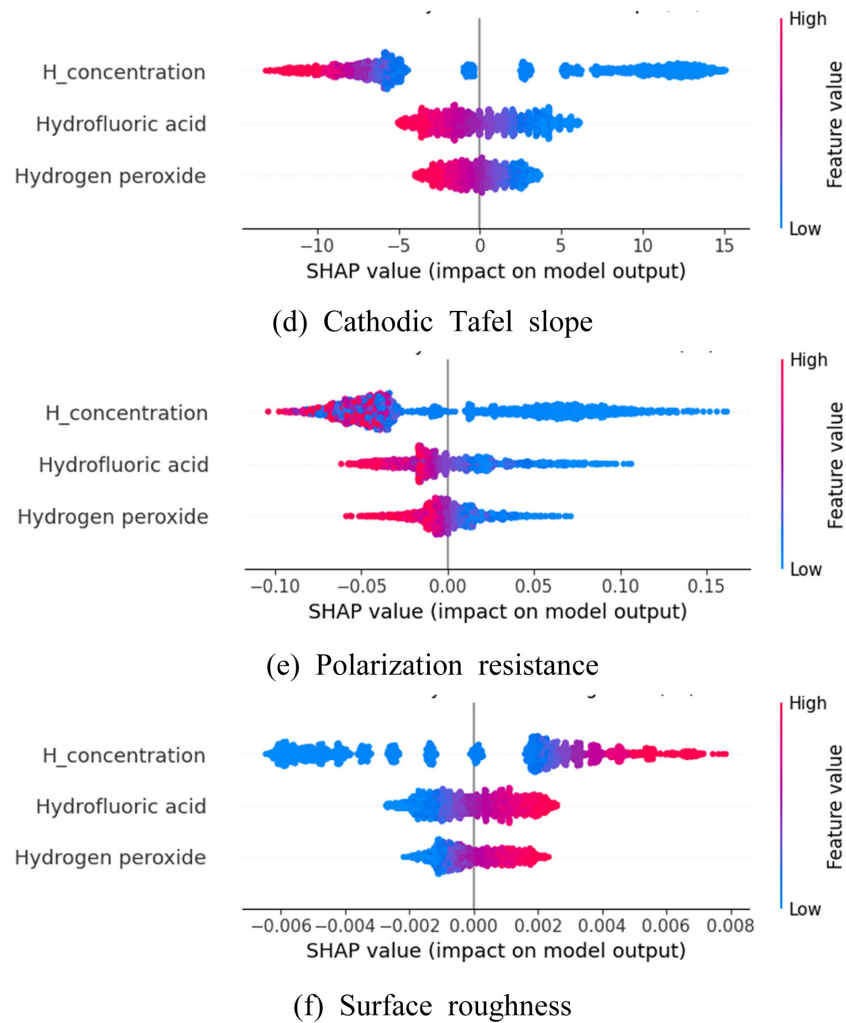 High
H_concentration
Hydrofluoric acid
Hydrogen peroxide
Feature value
Low
−10 −5 0 5 10 15
SHAP value (impact on model output)
(d) Cathodic Tafel slope
High
H_concentration
Hydrofluoric acid
Hydrogen peroxide
Feature value
Low
−0.10 −0.05 0.00 0.05 0.10 0.15
SHAP value (impact on model output)
(e) Polarization resistance
High
H_concentration
Hydrofluoric acid
Hydrogen peroxide
Feature value
Low
−0.006 −0.004 −0.002 0.000 0.002 0.004 0.006 0.008
SHAP value (impact on model output)
(f) Surface roughness